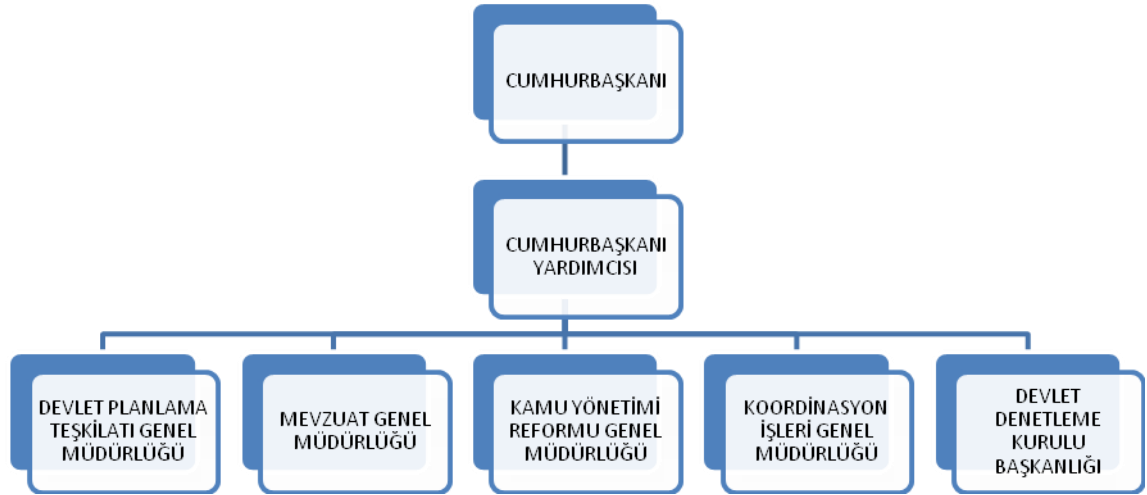 CUMHURBAŞKANI
CUMHURBAŞKANI
YARDIMCISI
DEVLET PLANLAMA
TEŞKİLATI GENEL
MÜDÜRLÜĞÜ
MEVZUAT GENEL
MÜDÜRLÜĞÜ
KAMU YÖNETİMİ
REFORMU GENEL
MÜDÜRLÜĞÜ
KOORDİNASYON
İŞLERİ GENEL
MÜDÜRLÜĞÜ
DEVLET
DENETLEME
KURULU
BAŞKANLIĞI